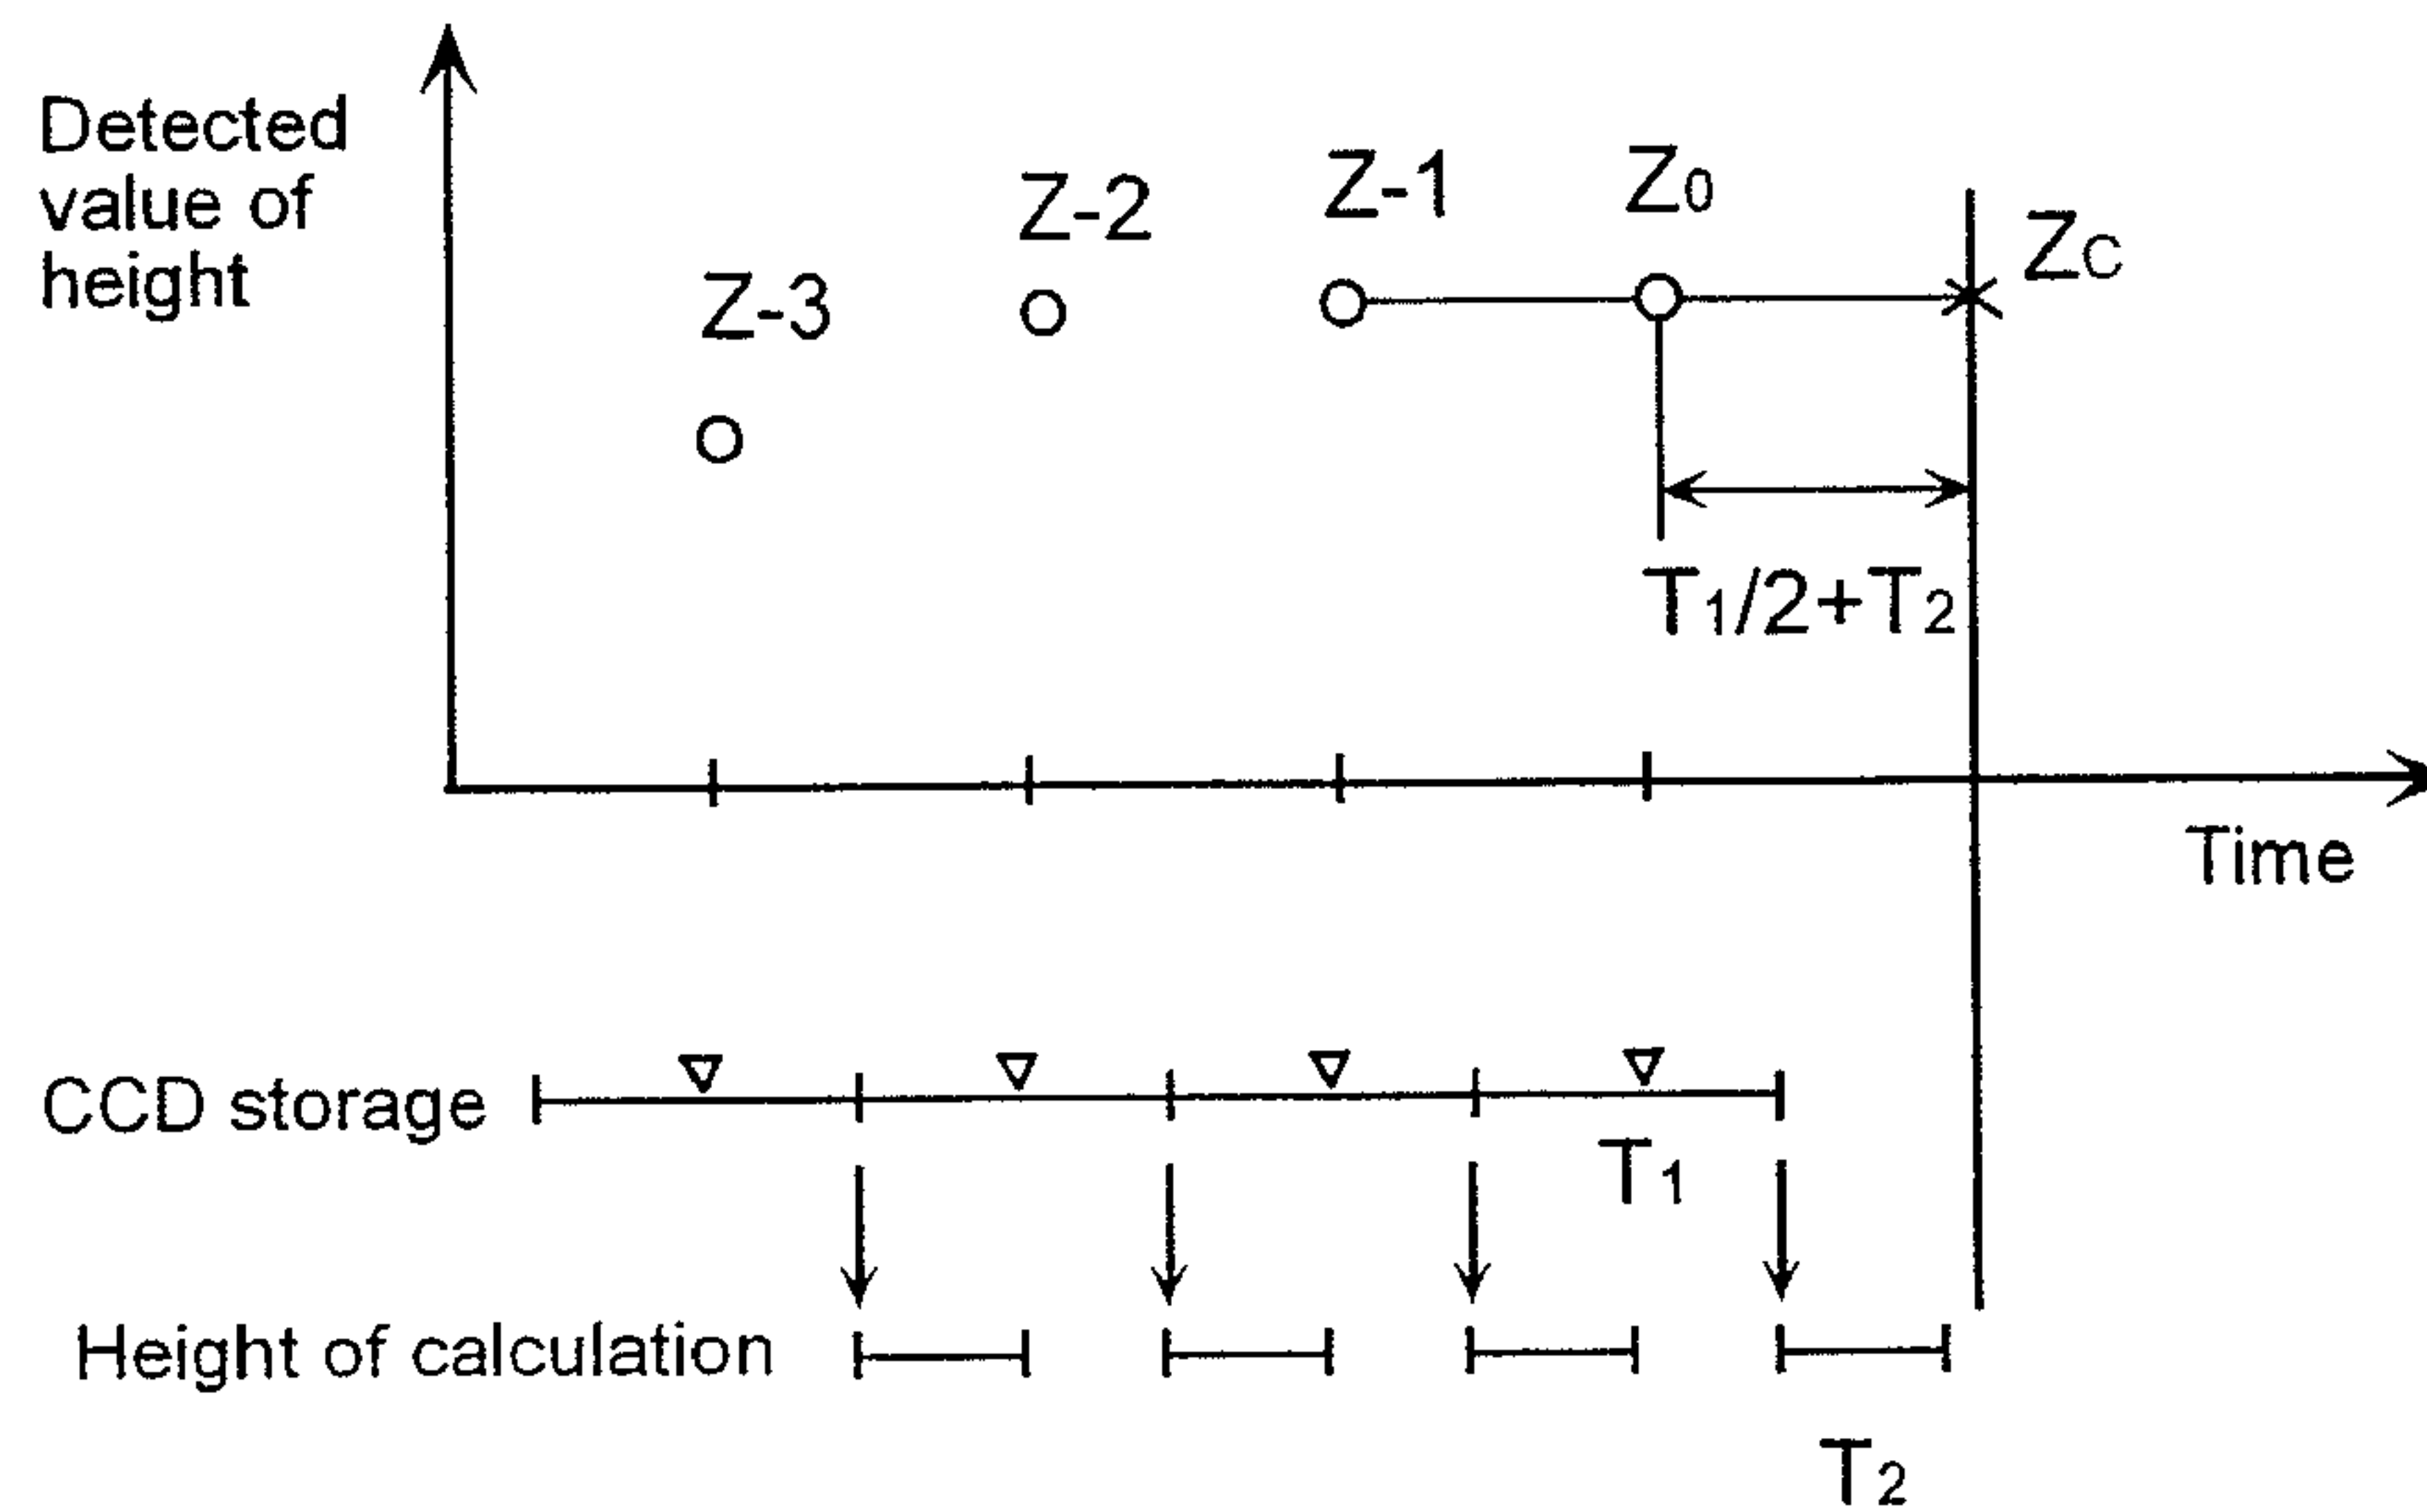 Detected
value of
height
Z-3
Z-2
Z-1
Z0
ZC
T1/2+T2
Time
CCD storage
T1
Height of calculation
T2